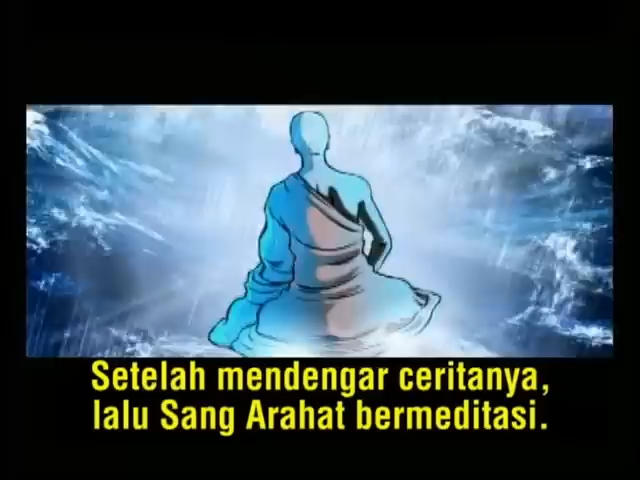 Setelah mendengar ceritanya,
lalu Sang Arahat bermeditasi.